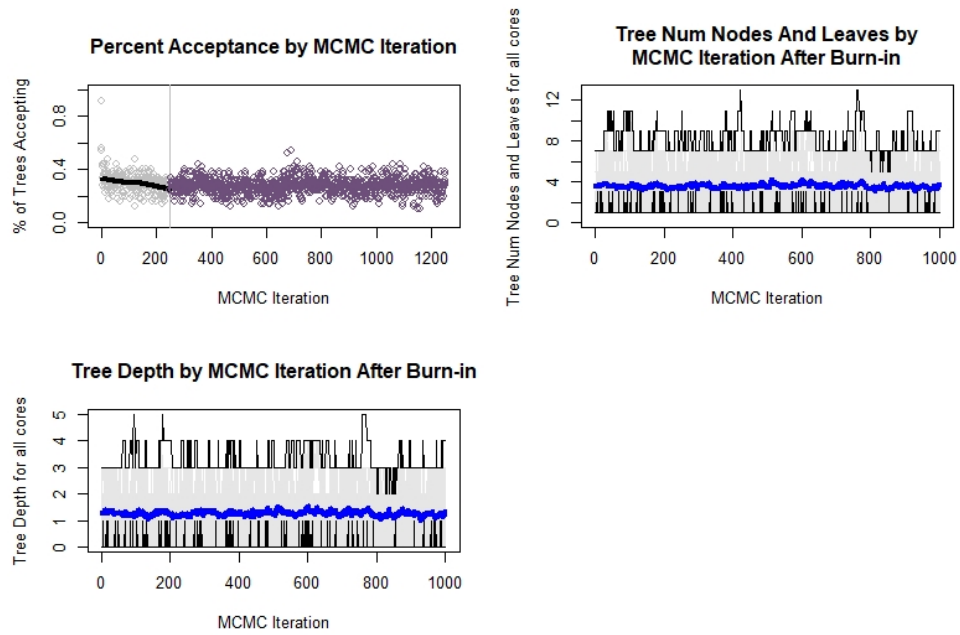 Percent Acceptance by MCMC Iteration
% of Trees Accepting
0.0 0.4 0.8
0 200 400 600 800 1000 1200
MCMC Iteration
Tree Num Nodes And Leaves by
MCMC Iteration After Burn-in
Tree Num Nodes and Leaves for all cores
0 4 8 12
0 200 400 600 800 1000
MCMC Iteration
Tree Depth by MCMC Iteration After Burn-in
Tree Depth for all cores
0 1 2 3 4 5
0 200 400 600 800 1000
MCMC Iteration